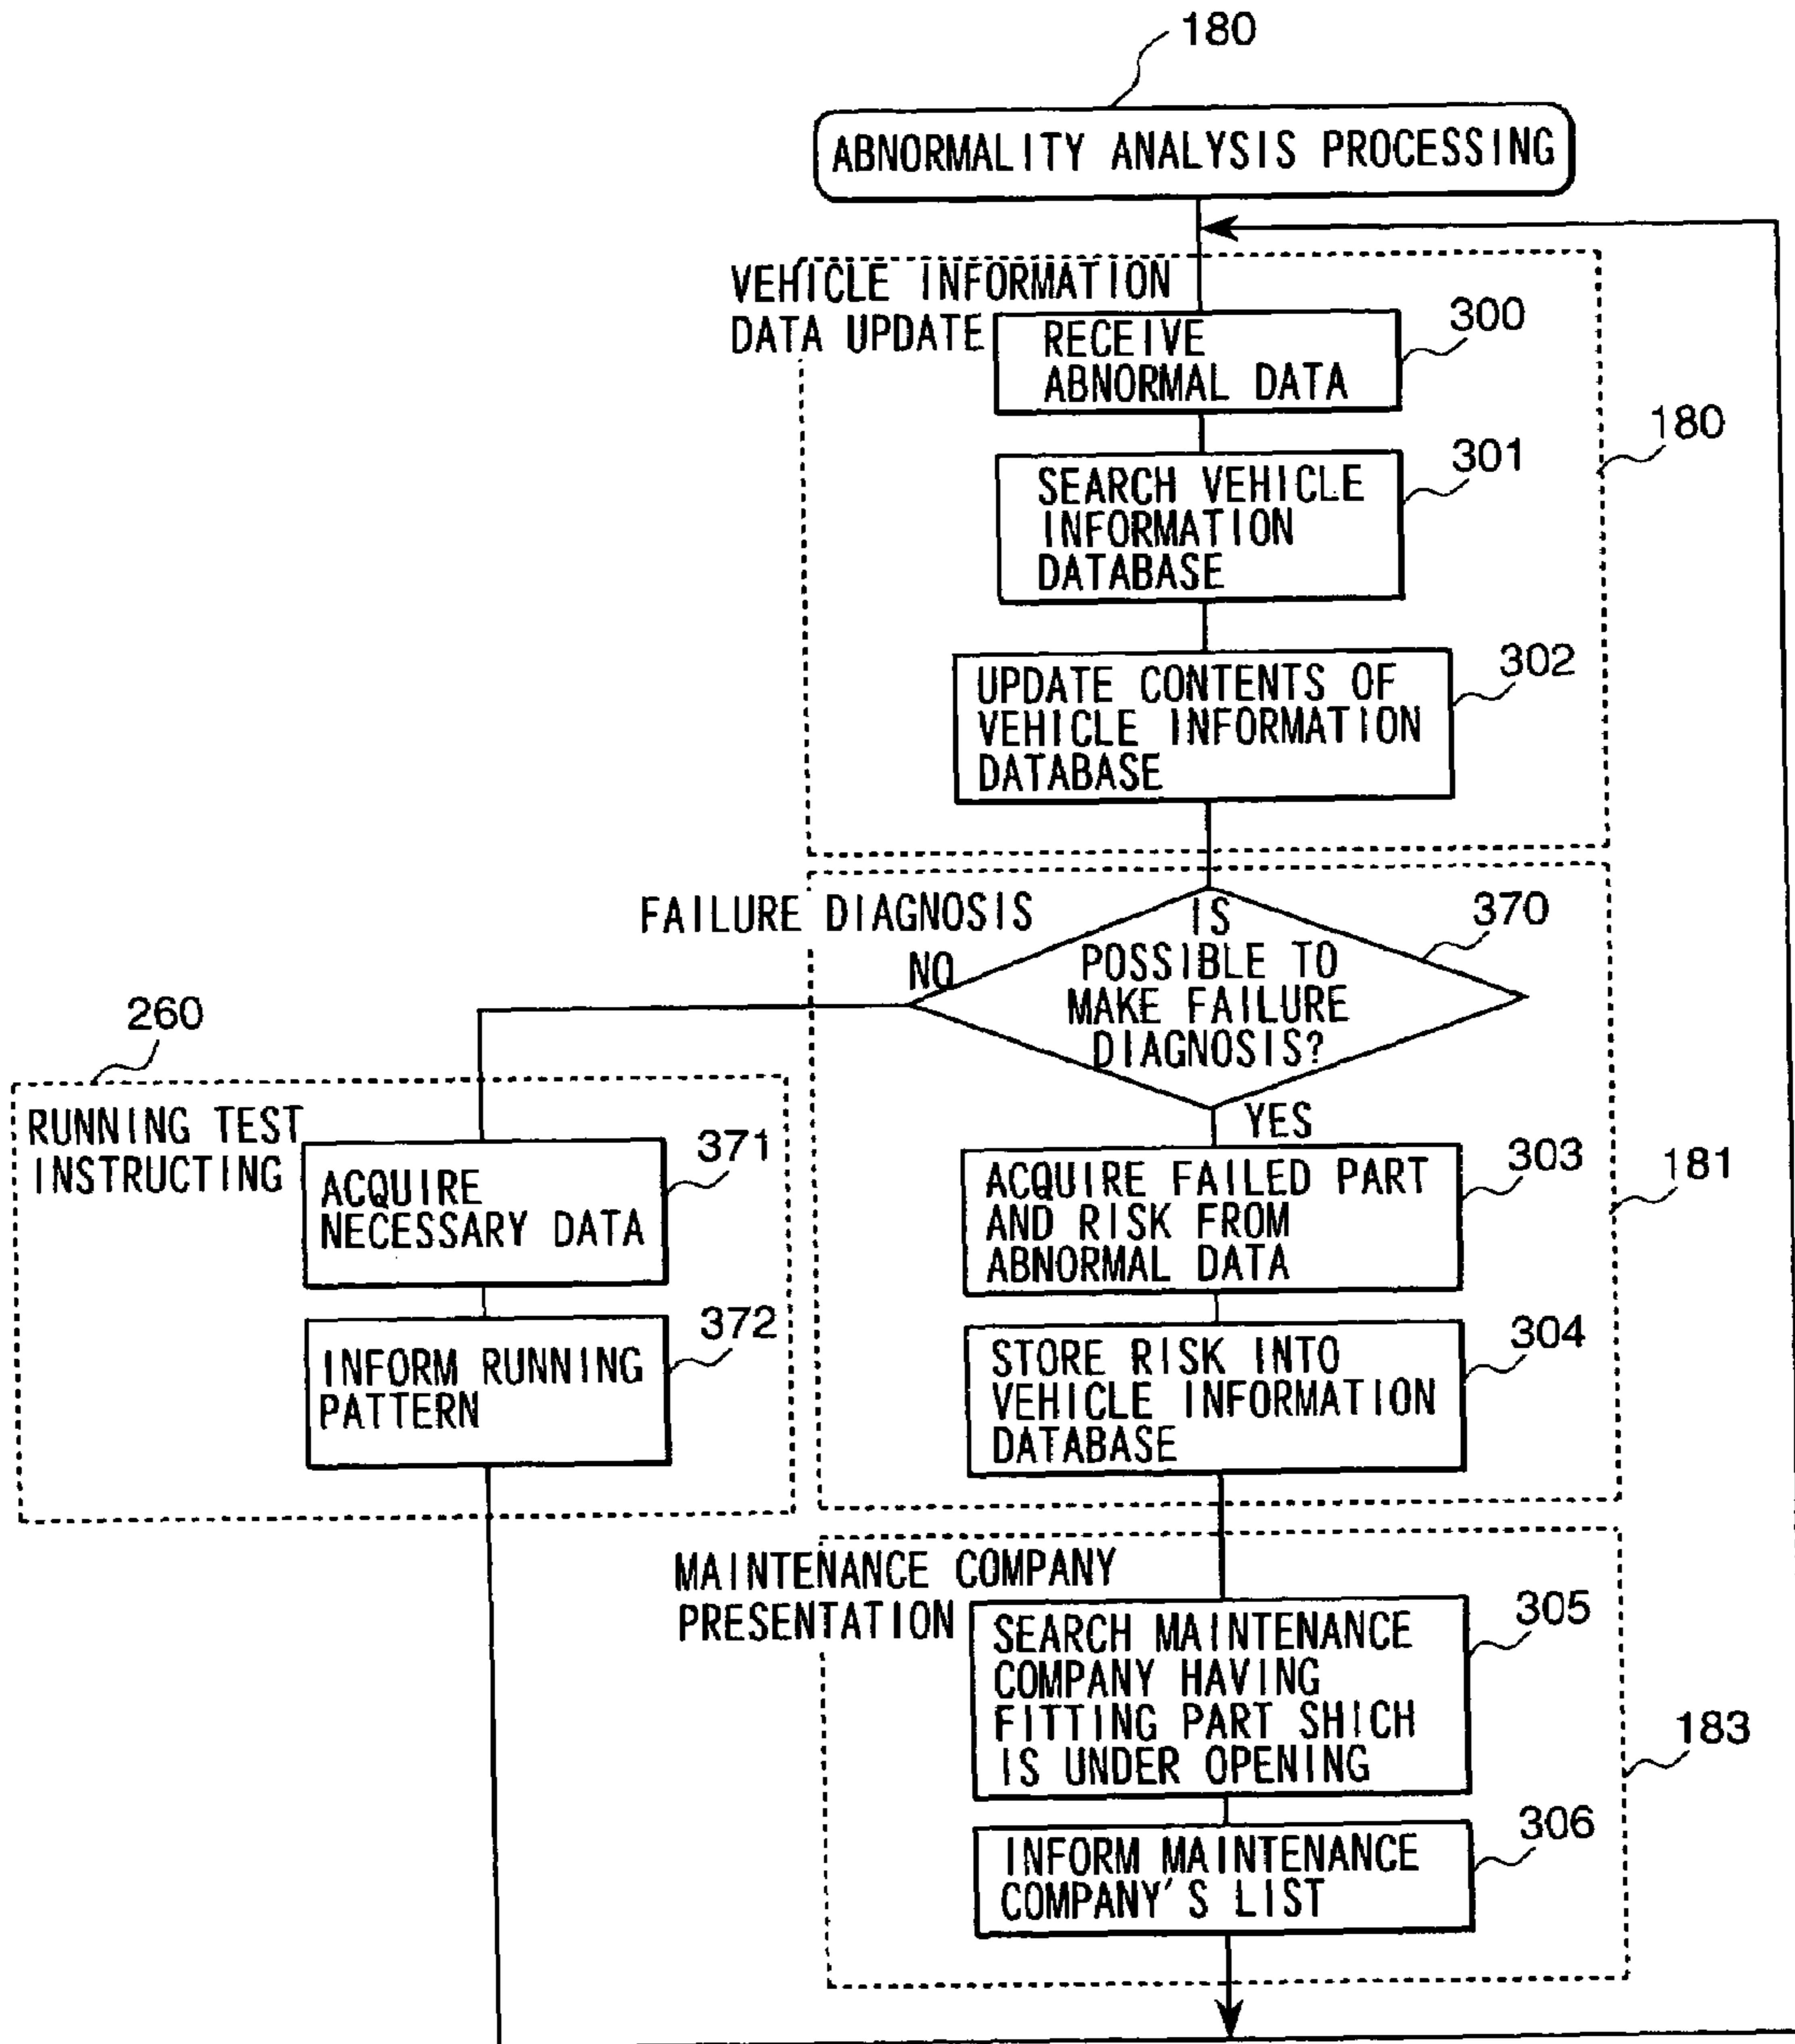 180
ABNORMALITY ANALYSIS PROCESSING
VEHICLE INFORMATION
DATA UPDATE
300
RECEIVE
ABNORMAL DATA
180
301
SEARCH VEHICLE
INFORMATION
DATABASE
302
UPDATE CONTENTS OF
VEHICLE INFORMATION
DATABASE
FAILURE DIAGNOSIS
370
IS
POSSIBLE TO
MAKE FAILURE
DIAGNOSIS?
NO
YES
260
RUNNING TEST
INSTRUCTING
371
ACQUIRE
NECESSARY DATA
372
INFORM RUNNING
PATTERN
303
ACQUIRE FAILED PART
AND RISK FROM
ABNORMAL DATA
181
304
STORE RISK INTO
VEHICLE INFORMATION
DATABASE
MAINTENANCE COMPANY
PRESENTATION
305
SEARCH MAINTENANCE
COMPANY HAVING
FITTING PART SHICH
IS UNDER OPENING
183
306
INFORM MAINTENANCE
COMPANY'S LIST